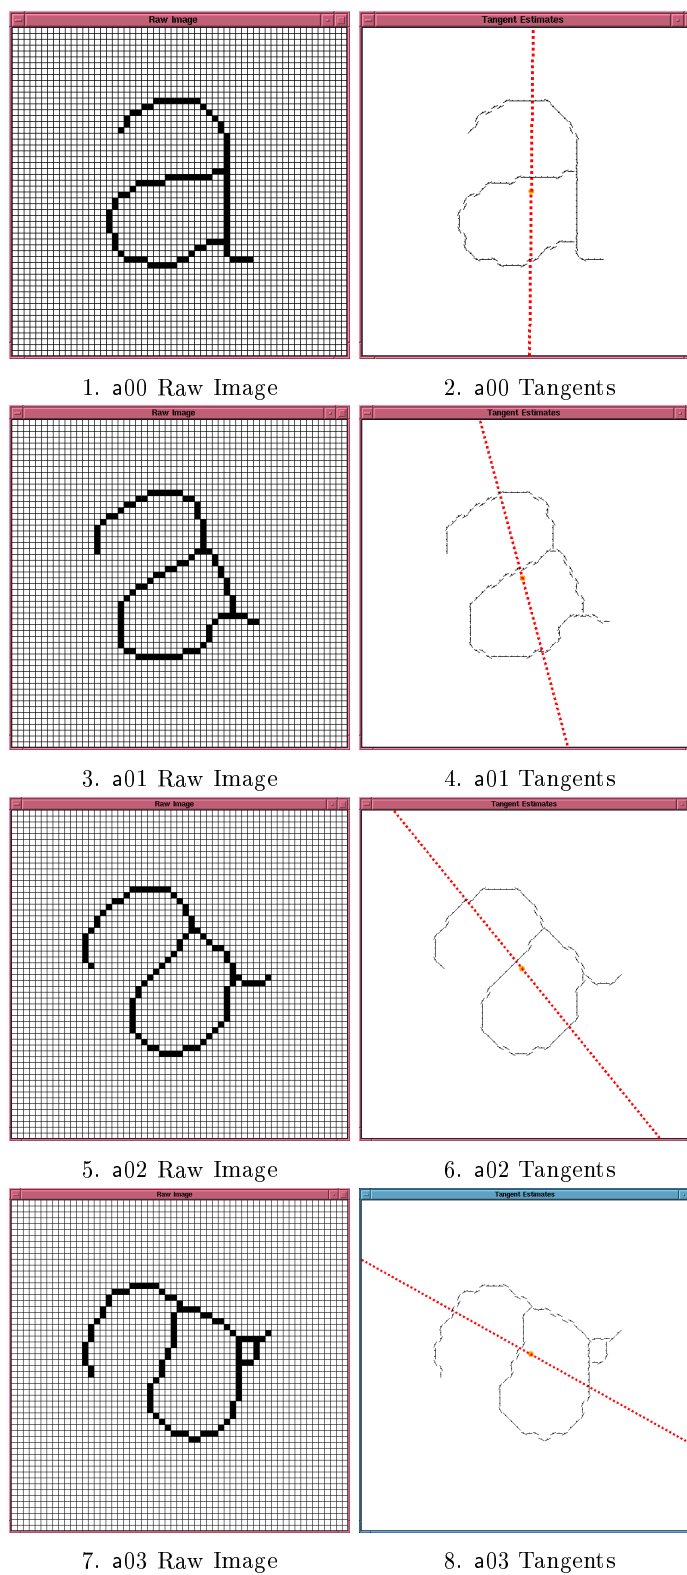 Raw Image Tangent Estimates
1. a00 Raw Image 2. a00 Tangents
Raw Image Tangent Estimates
3. a01 Raw Image 4. a01 Tangents
Raw Image Tangent Estimates
5. a02 Raw Image 6. a02 Tangents
Raw Image Tangent Estimates
7. a03 Raw Image 8. a03 Tangents